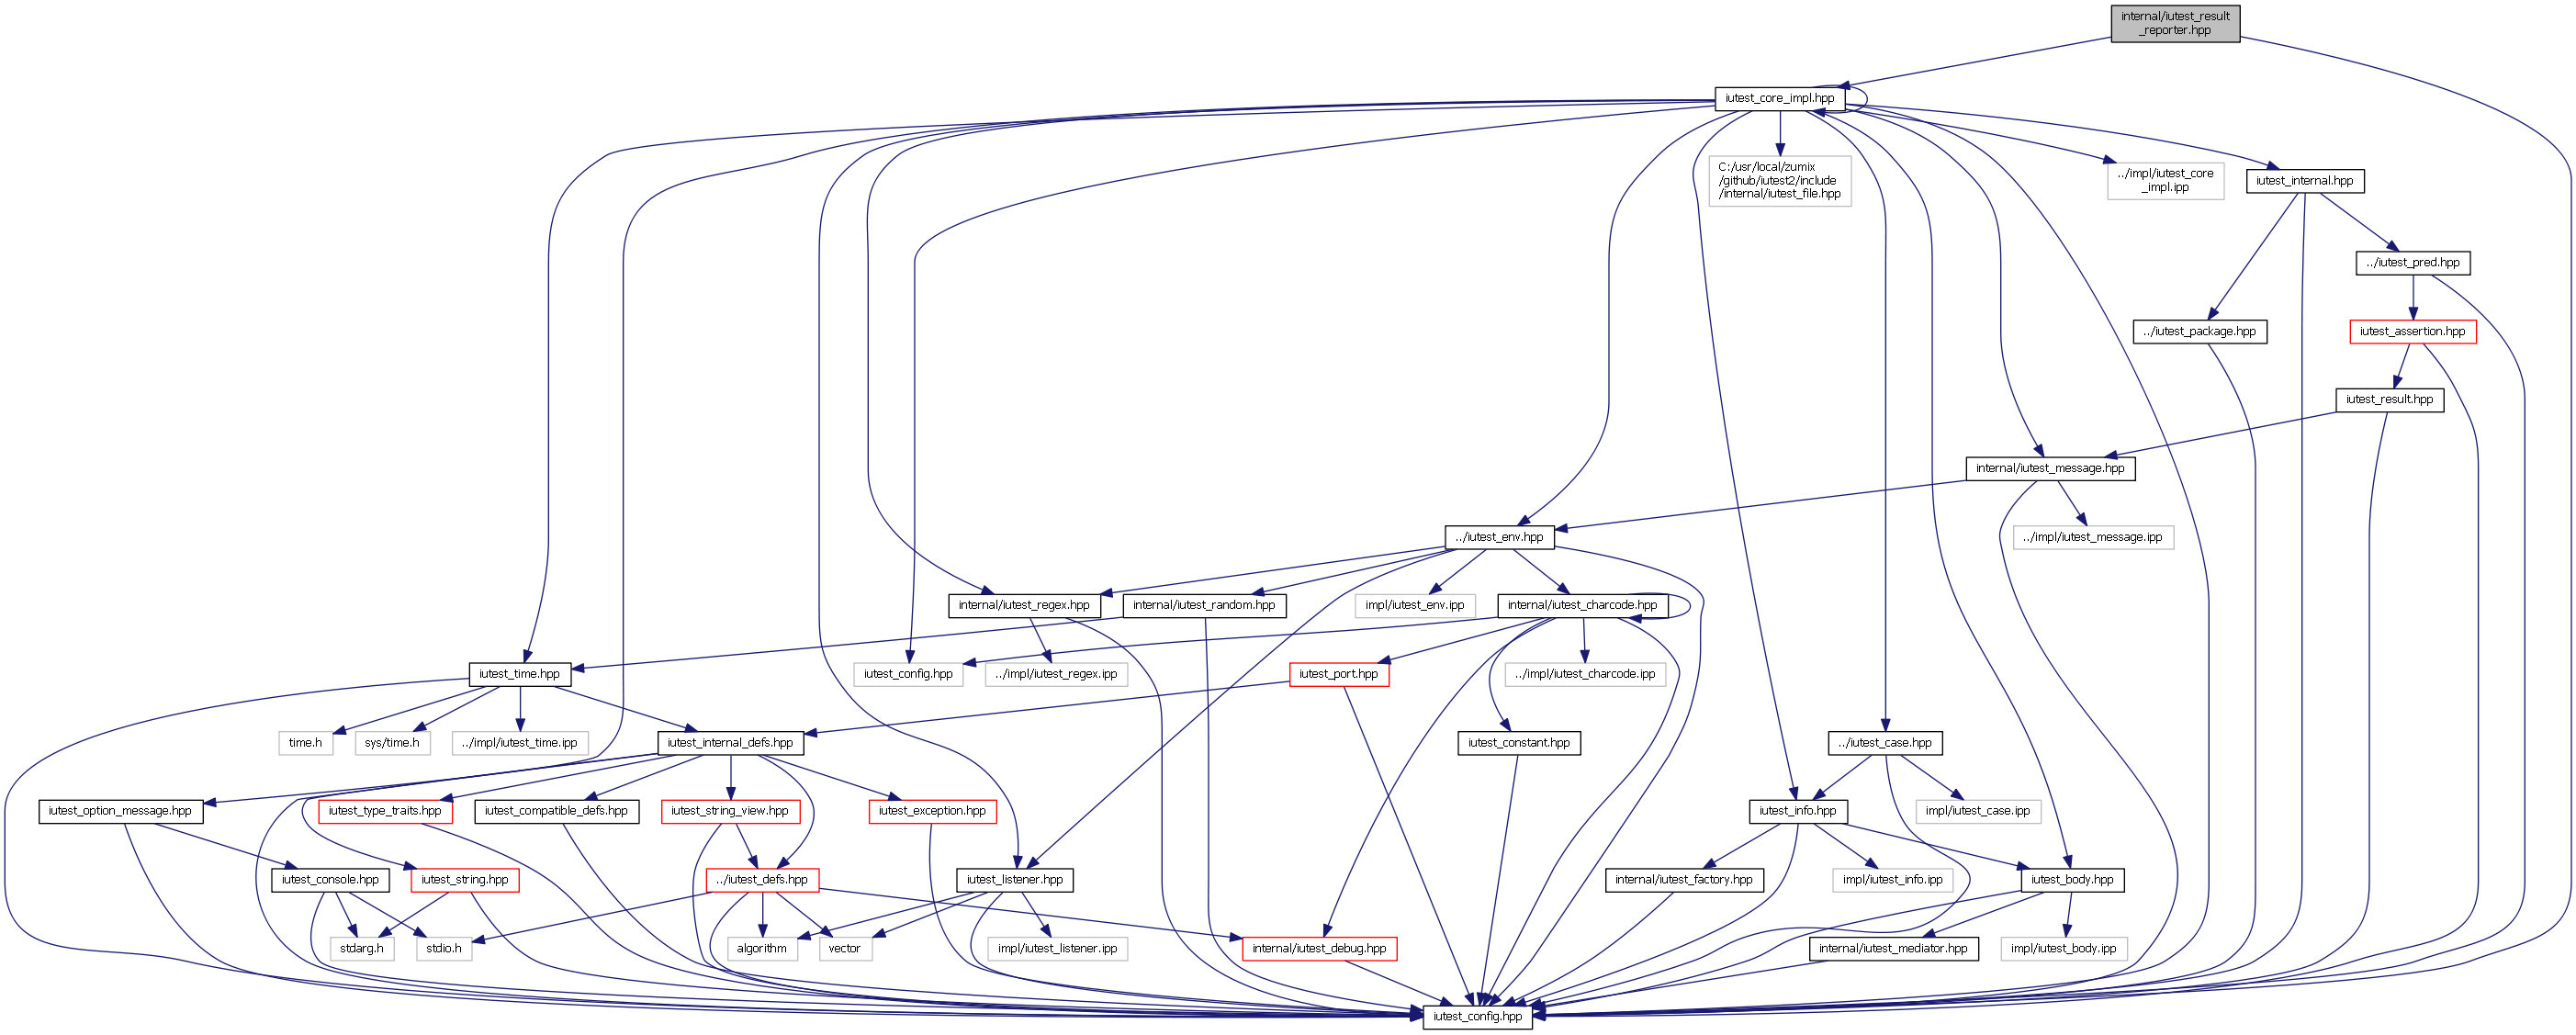 internal/iutest_result
_reporter.hpp
iutest_core_impl.hpp
C:/usr/local/zumix
/github/iutest2/include
/internal/iutest_file.hpp
../impl/iutest_core
_impl.ipp
iutest_internal.hpp
../iutest_pred.hpp
../iutest_package.hpp
iutest_assertion.hpp
iutest_result.hpp
internal/iutest_message.hpp
../iutest_env.hpp
../impl/iutest_message.ipp
internal/iutest_regex.hpp
internal/iutest_random.hpp
impl/iutest_env.ipp
internal/iutest_charcode.hpp
iutest_time.hpp
iutest_config.hpp
../impl/iutest_regex.ipp
iutest_port.hpp
../impl/iutest_charcode.ipp
time.h
sys/time.h
../impl/iutest_time.ipp
iutest_internal_defs.hpp
iutest_constant.hpp
../iutest_case.hpp
iutest_option_message.hpp
iutest_type_traits.hpp
iutest_compatible_defs.hpp
iutest_string_view.hpp
iutest_exception.hpp
iutest_info.hpp
impl/iutest_case.ipp
iutest_console.hpp
iutest_string.hpp
../iutest_defs.hpp
iutest_listener.hpp
internal/iutest_factory.hpp
impl/iutest_info.ipp
iutest_body.hpp
stdarg.h
stdio.h
algorithm
vector
impl/iutest_listener.ipp
internal/iutest_debug.hpp
internal/iutest_mediator.hpp
impl/iutest_body.ipp
iutest_config.hpp